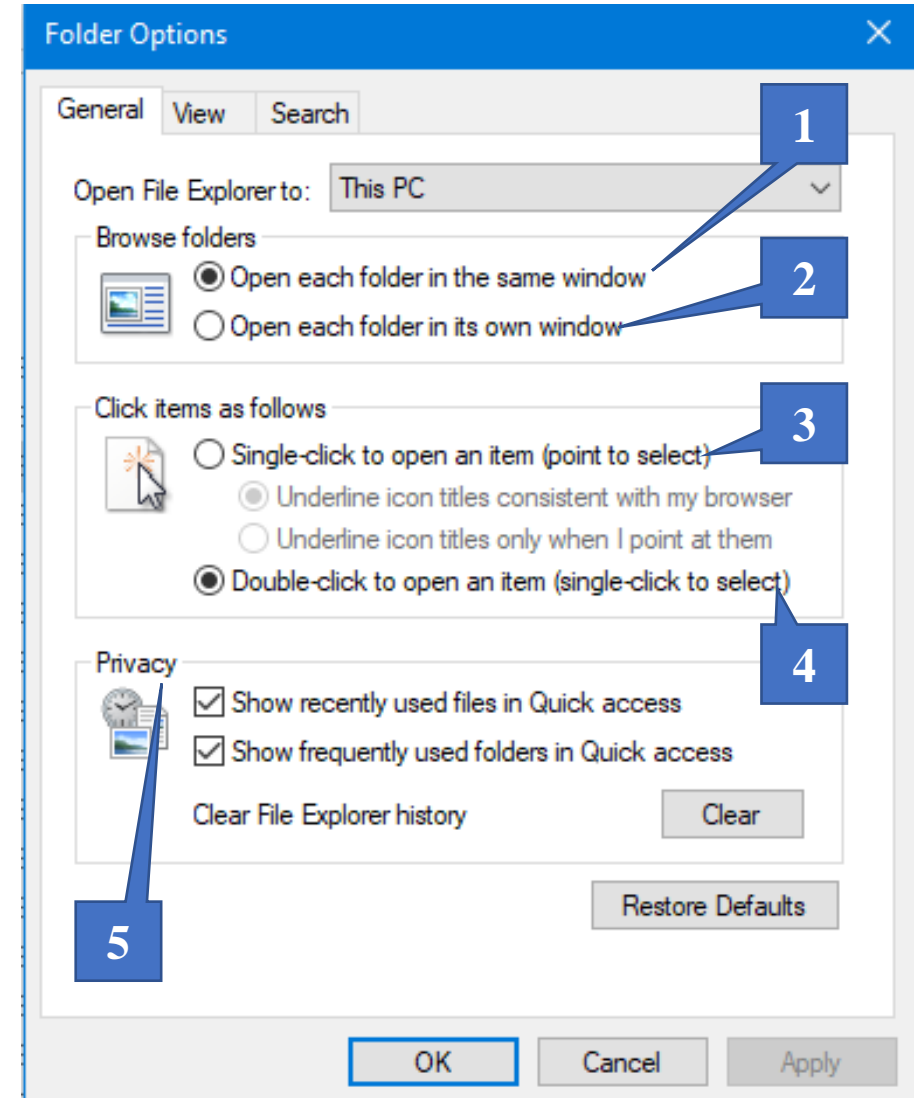 Folder Options
General View Search
1
Open File Explorer to: This PC
Browse folders
Open each folder in the same window
2
Open each folder in its own window
Click items as follows
3
Single-click to open an item (point to select)
Underline icon titles consistent with my browser
Underline icon titles only when I point at them
Double-click to open an item (single-click to select)
4
Privacy
Show recently used files in Quick access
Show frequently used folders in Quick access
Clear File Explorer history Clear
Restore Defaults
5
OK Cancel Apply